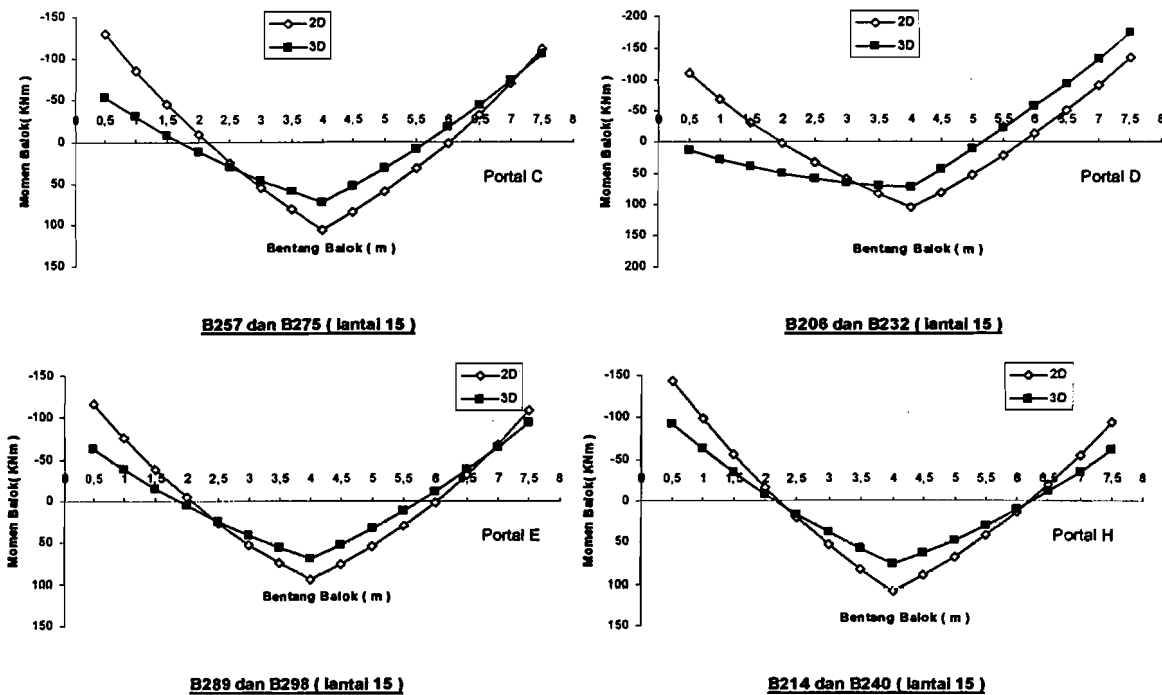 -150
-100
-50
0
50
100
150
Momen Balok( KNm )
2D
3D
0 0,5 1 1,5 2 2,5 3 3,5 4 4,5 5 5,5 6 6,5 7 7,5 8
Portal C
Bentang Balok ( m )
B257 dan B275 ( lantai 15 )
-200
-150
-100
-50
0
50
100
150
200
Momen Balok( KNm )
2D
3D
0 0,5 1 1,5 2 2,5 3 3,5 4 4,5 5 5,5 6 6,5 7 7,5 8
Portal D
Bentang Balok ( m )
B206 dan B232 ( lantai 15 )
-150
-100
-50
0
50
100
150
Momen Balok( KNm )
2D
3D
0 0,5 1 1,5 2 2,5 3 3,5 4 4,5 5 5,5 6 6,5 7 7,5 8
Portal E
Bentang Balok ( m )
B289 dan B298 ( lantai 15 )
-150
-100
-50
0
50
100
150
Momen Balok( KNm )
2D
3D
0 0,5 1 1,5 2 2,5 3 3,5 4 4,5 5 5,5 6 6,5 7 7,5 8
Portal H
Bentang Balok ( m )
B214 dan B240 ( lantai 15 )